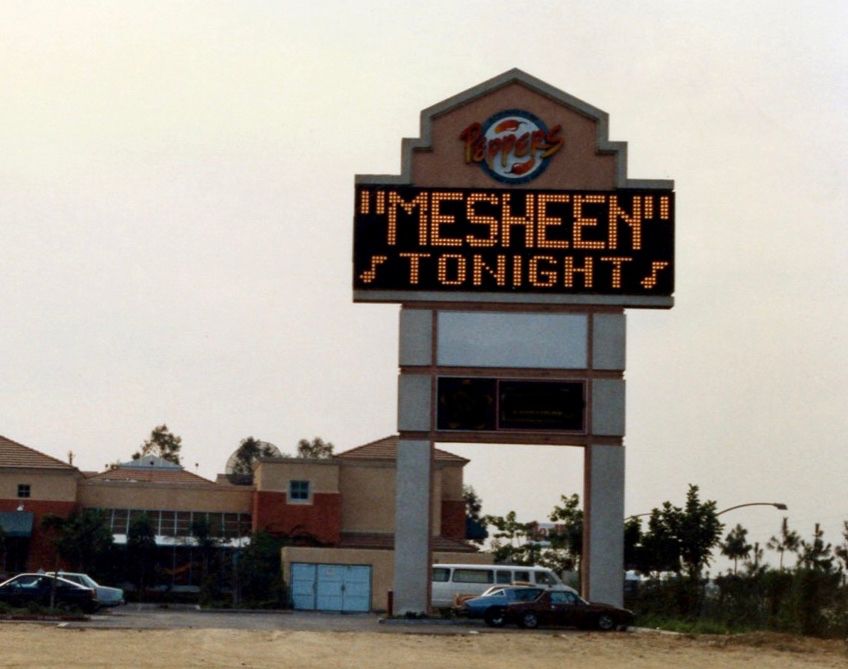 Peppers
"MESHEEN"
♪ TONIGHT ♪